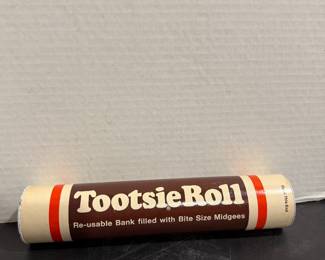 TootsieRoll
Re-usable Bank filled with Bite Size Midgees